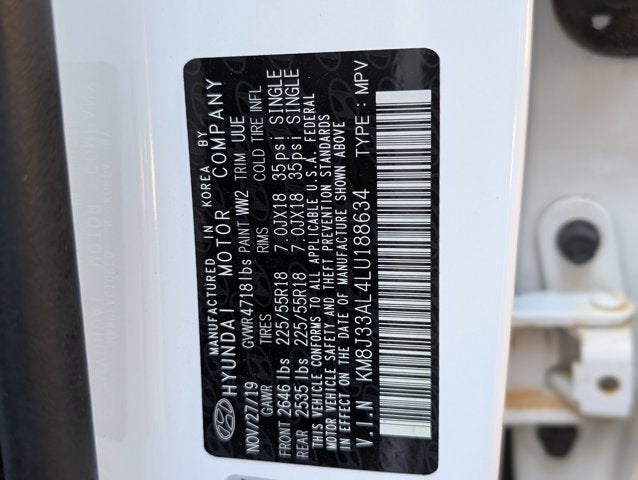 MANUFACTURED IN KOREA BY
HYUNDAI MOTOR COMPANY
NOV/27/19 GVWR 4718lbs PAINT WW2 TRIM UUE
GAWR TIRES RIMS COLD TIRE INFL
FRONT 2646 lbs 225/55R18 7.0JX18 35psi SINGLE
REAR 2535 lbs 225/55R18 7.0JX18 35psi SINGLE
THIS VEHICLE CONFORMS TO ALL APPLICABLE U.S.A. FEDERAL
MOTOR VEHICLE SAFETY AND THEFT PREVENTION STANDARDS
IN EFFECT ON THE DATE OF MANUFACTURE SHOWN ABOVE
V.I.N KM8J33AL4LU188634 TYPE : MPV